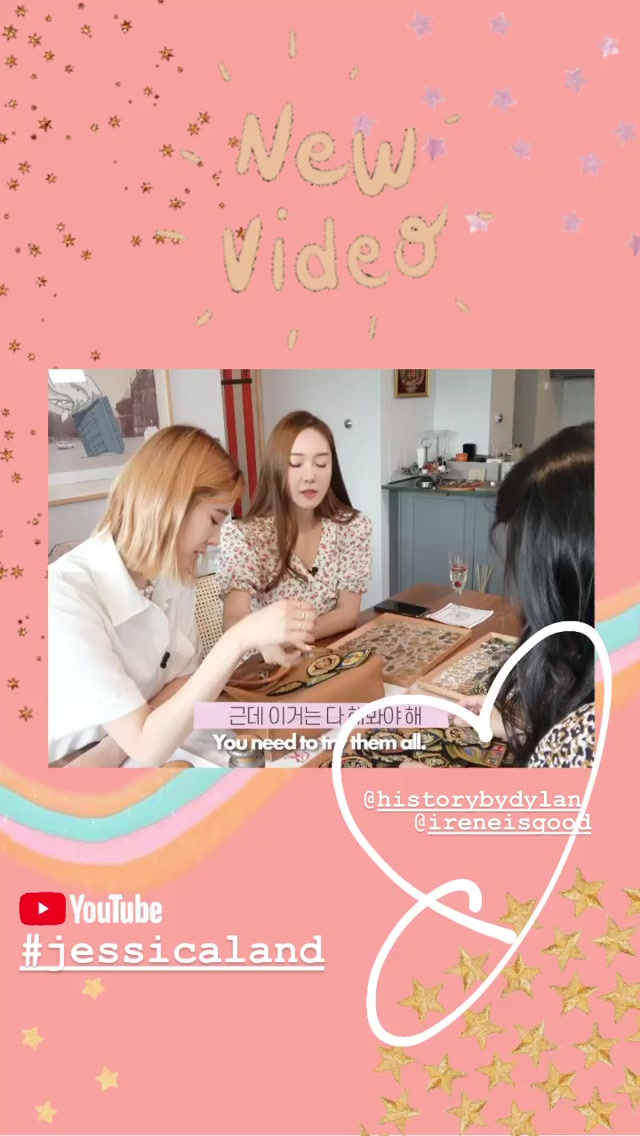 New
Video
근데 이거는 다 해봐야 해
You need to try them all.
@historybydylan
@ireneisgood
YouTube
#jessicaland